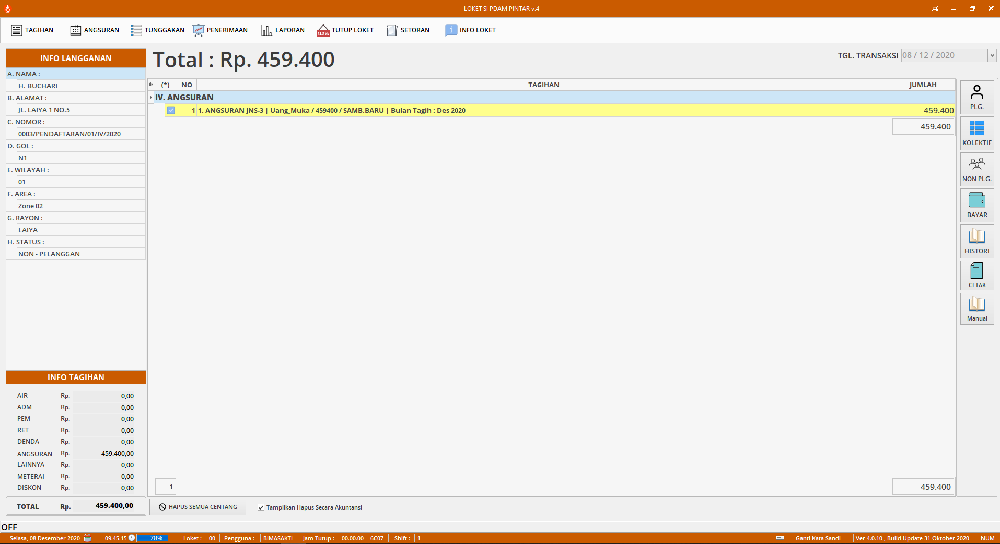 LOKET SI PDAM PINTAR v.4
TAGIHAN ANGSURAN TUNGGAKAN PENERIMAAN LAPORAN CLOSE TUTUP LOKET SETORAN INFO LOKET
INFO LANGGANAN
A. NAMA :
H. BUCHARI
B. ALAMAT :
JL. LAIYA 1 NO.5
C. NOMOR :
0003/PENDAFTARAN/01/IV/2020
D. GOL :
N1
E. WILAYAH :
01
F. AREA :
Zone 02
G. RAYON :
LAIYA
H. STATUS :
NON - PELANGGAN
INFO TAGIHAN
AIR Rp. 0,00
ADM Rp. 0,00
PEM Rp. 0,00
RET Rp. 0,00
DENDA Rp. 0,00
ANGSURAN Rp. 459.400,00
LAINNYA Rp. 0,00
METERAI Rp. 0,00
DISKON Rp. 0,00
TOTAL Rp. 459.400,00
Total : Rp. 459.400
TGL. TRANSAKSI 08 / 12 / 2020
(*) NO TAGIHAN JUMLAH
IV. ANGSURAN
1 1. ANGSURAN JNS-3 | Uang_Muka / 459400 / SAMB.BARU | Bulan Tagih : Des 2020 459.400
459.400
1 459.400
HAPUS SEMUA CENTANG Tampilkan Hapus Secara Akuntansi
PLG.
KOLEKTIF
NON PLG.
BAYAR
HISTORI
CETAK
Manual
OFF
Selasa, 08 Desember 2020 09.45.15 78% Loket : 00 Pengguna : BIMASAKTI Jam Tutup : 00.00.00 6C07 Shift : 1 Ganti Kata Sandi Ver 4.0.10 , Build Update 31 Oktober 2020 NUM